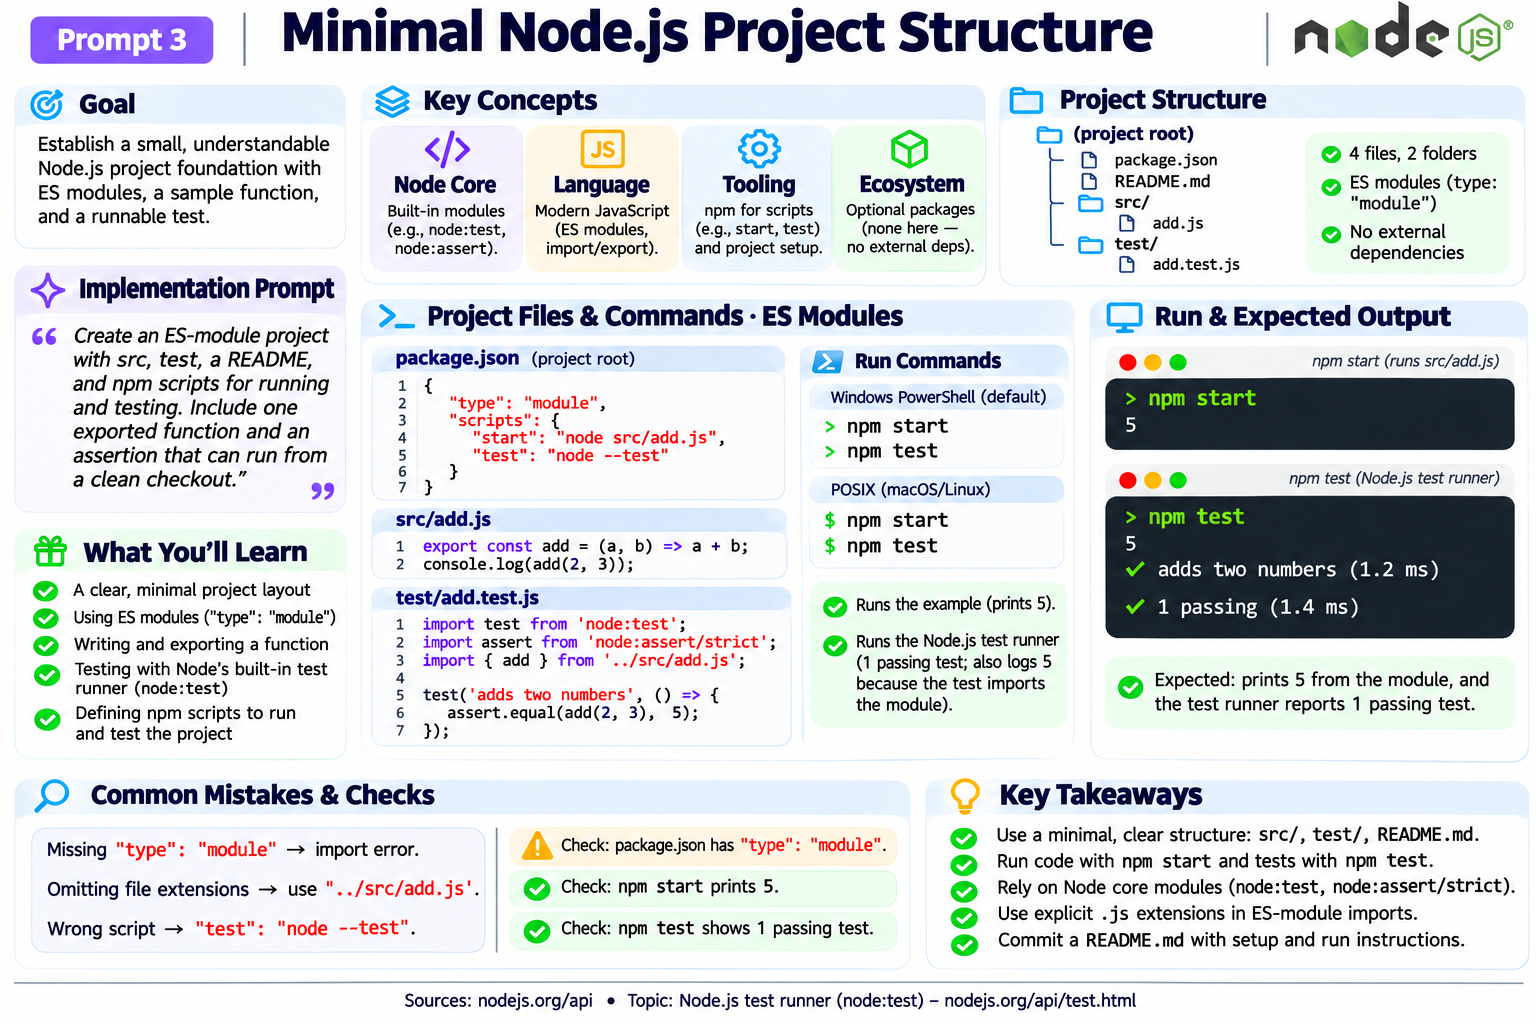 Prompt 3
Minimal Node.js Project Structure
node JS ®
Goal
Establish a small, understandable
Node.js project foundattion with
ES modules, a sample function,
and a runnable test.
Implementation Prompt
“ Create an ES-module project
with src, test, a README,
and npm scripts for running
and testing. Include one
exported function and an
assertion that can run from
a clean checkout.”
”
What You’ll Learn
A clear, minimal project layout
Using ES modules ("type": "module")
Writing and exporting a function
Testing with Node’s built-in test
runner (node:test)
Defining npm scripts to run
and test the project
Key Concepts
</>
Node Core
Built-in modules
(e.g., node:test,
node:assert).
JS
Language
Modern JavaScript
(ES modules,
import/export).
Tooling
npm for scripts
(e.g., start, test)
and project setup.
Ecosystem
Optional packages
(none here —
no external deps).
Project Structure
(project root)
package.json
README.md
src/
add.js
test/
add.test.js
4 files, 2 folders
ES modules (type:
"module")
No external
dependencies
Project Files & Commands · ES Modules
package.json (project root)
1 {
2 "type": "module",
3 "scripts": {
4 "start": "node src/add.js",
5 "test": "node --test"
6 }
7 }
src/add.js
1 export const add = (a, b) => a + b;
2 console.log(add(2, 3));
test/add.test.js
1 import test from 'node:test';
2 import assert from 'node:assert/strict';
3 import { add } from '../src/add.js';
4
5 test('adds two numbers', () => {
6 assert.equal(add(2, 3), 5);
7 });
Run Commands
Windows PowerShell (default)
> npm start
> npm test
POSIX (macOS/Linux)
$ npm start
$ npm test
Runs the example (prints 5).
Runs the Node.js test runner
(1 passing test; also logs 5
because the test imports
the module).
Run & Expected Output
npm start (runs src/add.js)
> npm start
5
npm test (Node.js test runner)
> npm test
5
✓ adds two numbers (1.2 ms)
✓ 1 passing (1.4 ms)
Expected: prints 5 from the module, and
the test runner reports 1 passing test.
Common Mistakes & Checks
Missing "type": "module" → import error.
Omitting file extensions → use "../src/add.js'.
Wrong script → "test": "node --test".
Check: package.json has "type": "module".
Check: npm start prints 5.
Check: npm test shows 1 passing test.
Key Takeaways
Use a minimal, clear structure: src/, test/, README.md.
Run code with npm start and tests with npm test.
Rely on Node core modules (node:test, node:assert/strict).
Use explicit .js extensions in ES-module imports.
Commit a README.md with setup and run instructions.
Sources: nodejs.org/api • Topic: Node.js test runner (node:test) – nodejs.org/api/test.html